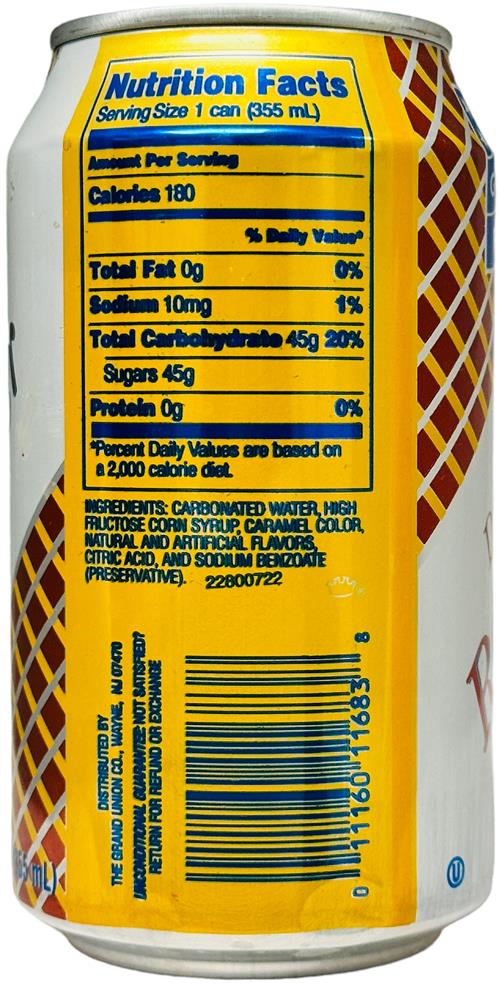 Nutrition Facts
Serving Size 1 can (355 mL)
Amount Per Serving
Calories 180
% Daily Value*
Total Fat 0g 0%
Sodium 10mg 1%
Total Carbohydrate 45g 20%
Sugars 45g
Protein 0g 0%
*Percent Daily Values are based on
a 2,000 calorie diet.
INGREDIENTS: CARBONATED WATER, HIGH
FRUCTOSE CORN SYRUP, CARAMEL COLOR,
NATURAL AND ARTIFICIAL FLAVORS,
CITRIC ACID, AND SODIUM BENZOATE
(PRESERVATIVE). 22800722
DISTRIBUTED BY
THE GRAND UNION CO., WAYNE, NJ 07470
UNCONDITIONAL GUARANTEE: NOT SATISFIED?
RETURN FOR REFUND OR EXCHANGE
0 11160 11683 8
mL)
U